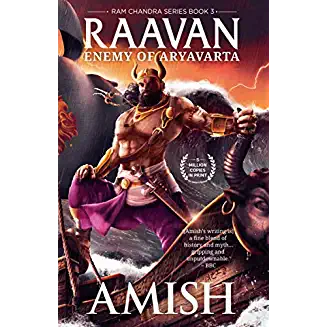 RAM CHANDRA SERIES BOOK 3
RAAVAN
ENEMY OF ARYAVARTA
5
MILLION
COPIES
IN PRINT
'{Amish's writing is}
a fine blend of
history and myth...
gripping and
unputdownable.'
– BBC
AMISH